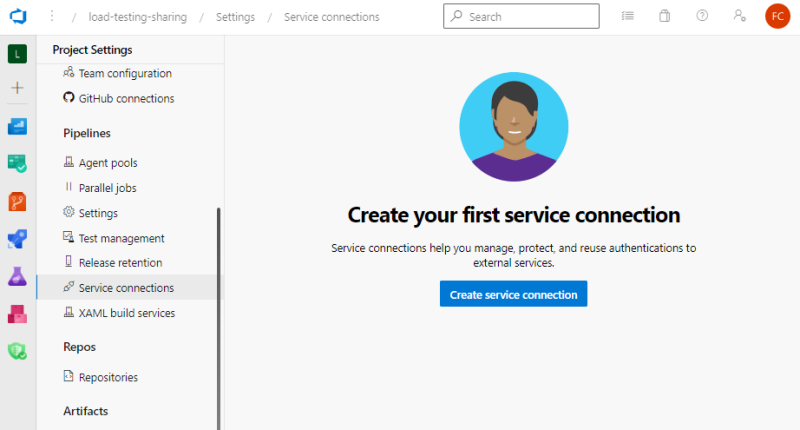 / load-testing-sharing / Settings / Service connections
Search
FC
L
Project Settings
Team configuration
GitHub connections
Pipelines
Agent pools
Parallel jobs
Settings
Test management
Release retention
Service connections
XAML build services
Repos
Repositories
Artifacts
Create your first service connection
Service connections help you manage, protect, and reuse authentications to
external services.
Create service connection